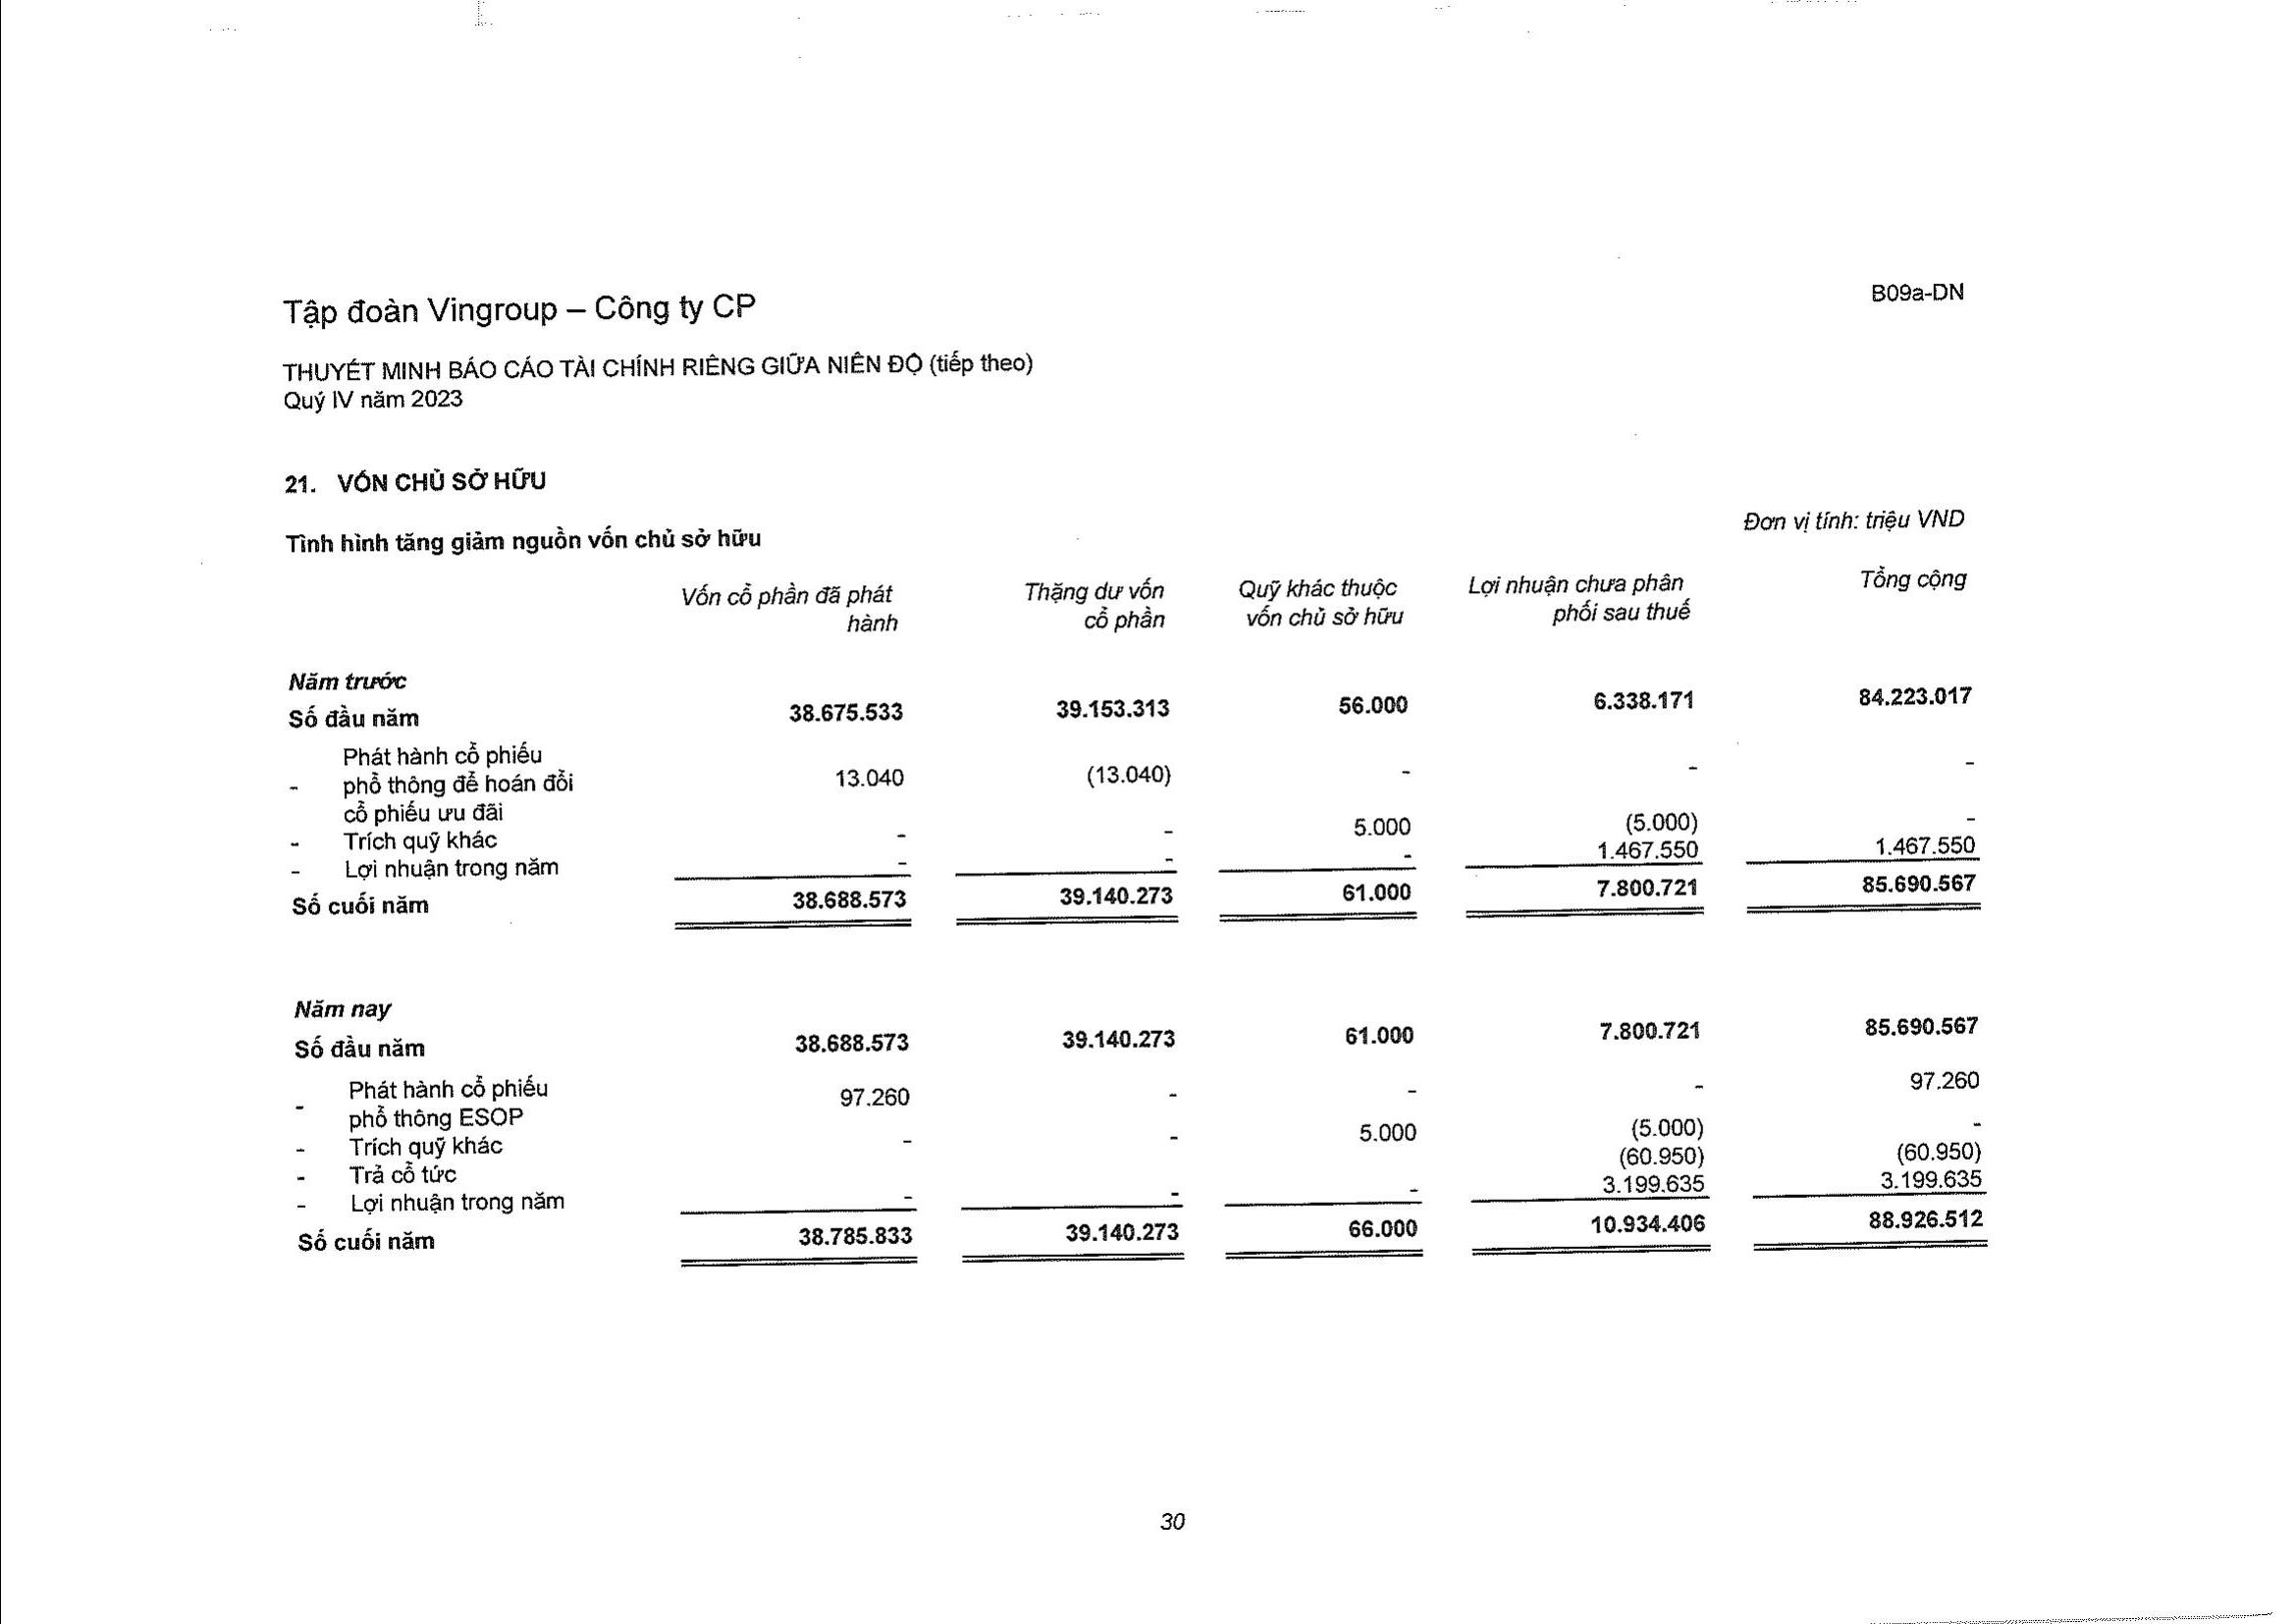 Tập đoàn Vingroup – Công ty CP
B09a-DN
THUYẾT MINH BÁO CÁO TÀI CHÍNH RIÊNG GIỮA NIÊN ĐỘ (tiếp theo)
Quý IV năm 2023
21. VỐN CHỦ SỞ HỮU
Tình hình tăng giảm nguồn vốn chủ sở hữu
Đơn vị tính: triệu VND
Vốn cổ phần đã phát hành Thặng dư vốn cổ phần Quỹ khác thuộc vốn chủ sở hữu Lợi nhuận chưa phân phối sau thuế Tổng cộng
Năm trước
Số đầu năm 38.675.533 39.153.313 56.000 6.338.171 84.223.017
- Phát hành cổ phiếu phổ thông để hoán đổi cổ phiếu ưu đãi 13.040 (13.040) - - -
- Trích quỹ khác - - 5.000 (5.000) -
- Lợi nhuận trong năm - - - 1.467.550 1.467.550
Số cuối năm 38.688.573 39.140.273 61.000 7.800.721 85.690.567
Năm nay
Số đầu năm 38.688.573 39.140.273 61.000 7.800.721 85.690.567
- Phát hành cổ phiếu phổ thông ESOP 97.260 - - - 97.260
- Trích quỹ khác - - 5.000 (5.000) -
- Trả cổ tức (60.950) (60.950)
- Lợi nhuận trong năm - - - 3.199.635 3.199.635
Số cuối năm 38.785.833 39.140.273 66.000 10.934.406 88.926.512
30